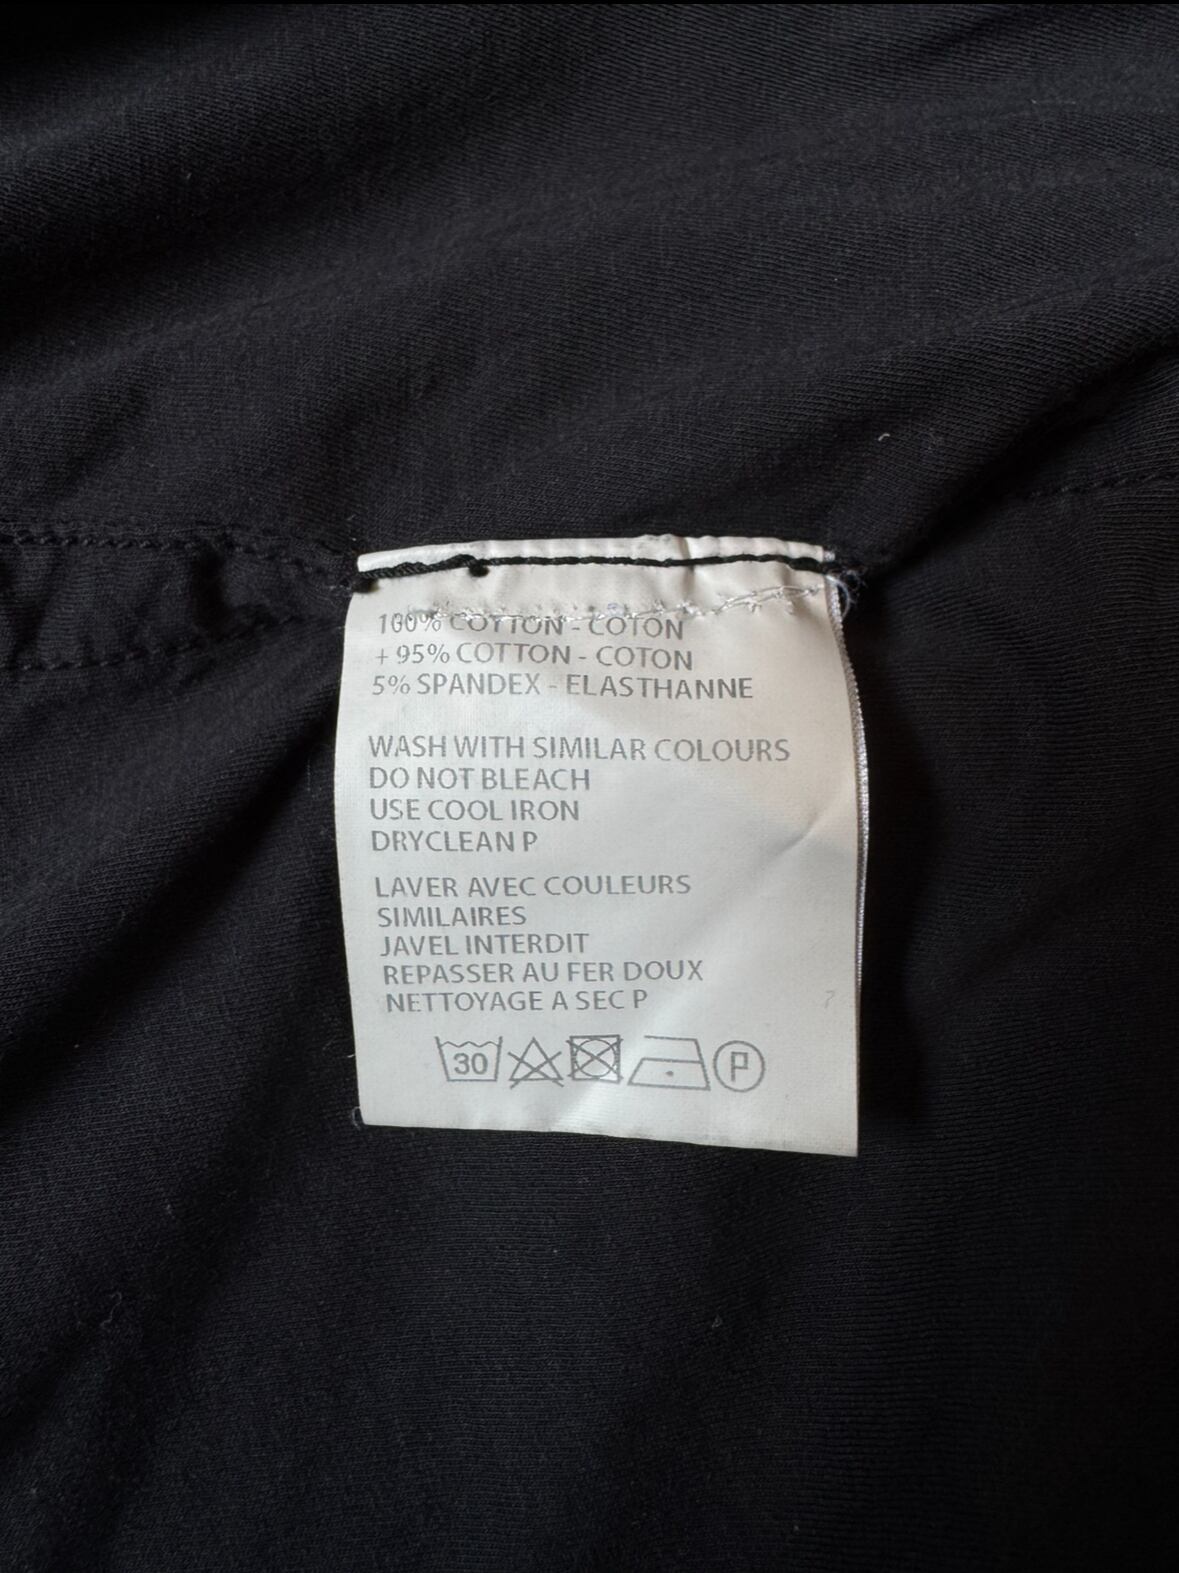 100% COTTON - COTON
+ 95% COTTON - COTON
5% SPANDEX - ELASTHANNE
WASH WITH SIMILAR COLOURS
DO NOT BLEACH
USE COOL IRON
DRYCLEAN P
LAVER AVEC COULEURS
SIMILAIRES
JAVEL INTERDIT
REPASSER AU FER DOUX
NETTOYAGE A SEC P
7
30
P